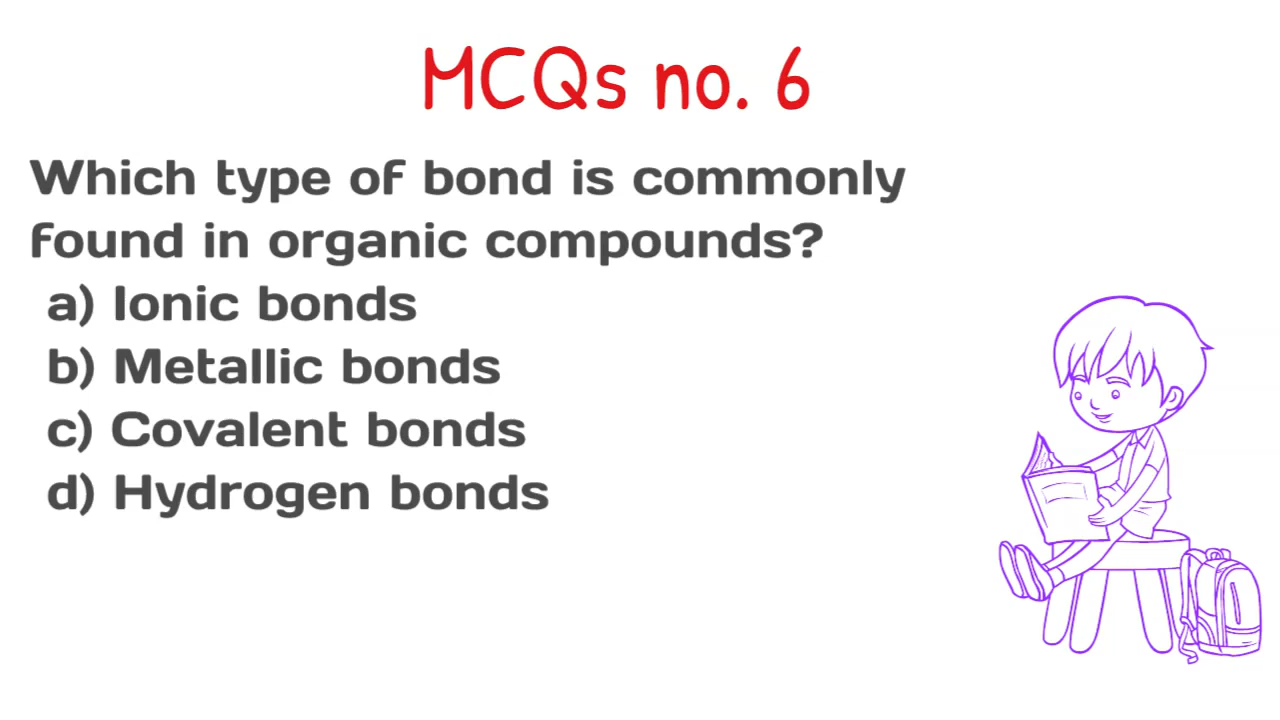 MCQs no. 6
Which type of bond is commonly
found in organic compounds?
a) Ionic bonds
b) Metallic bonds
c) Covalent bonds
d) Hydrogen bonds